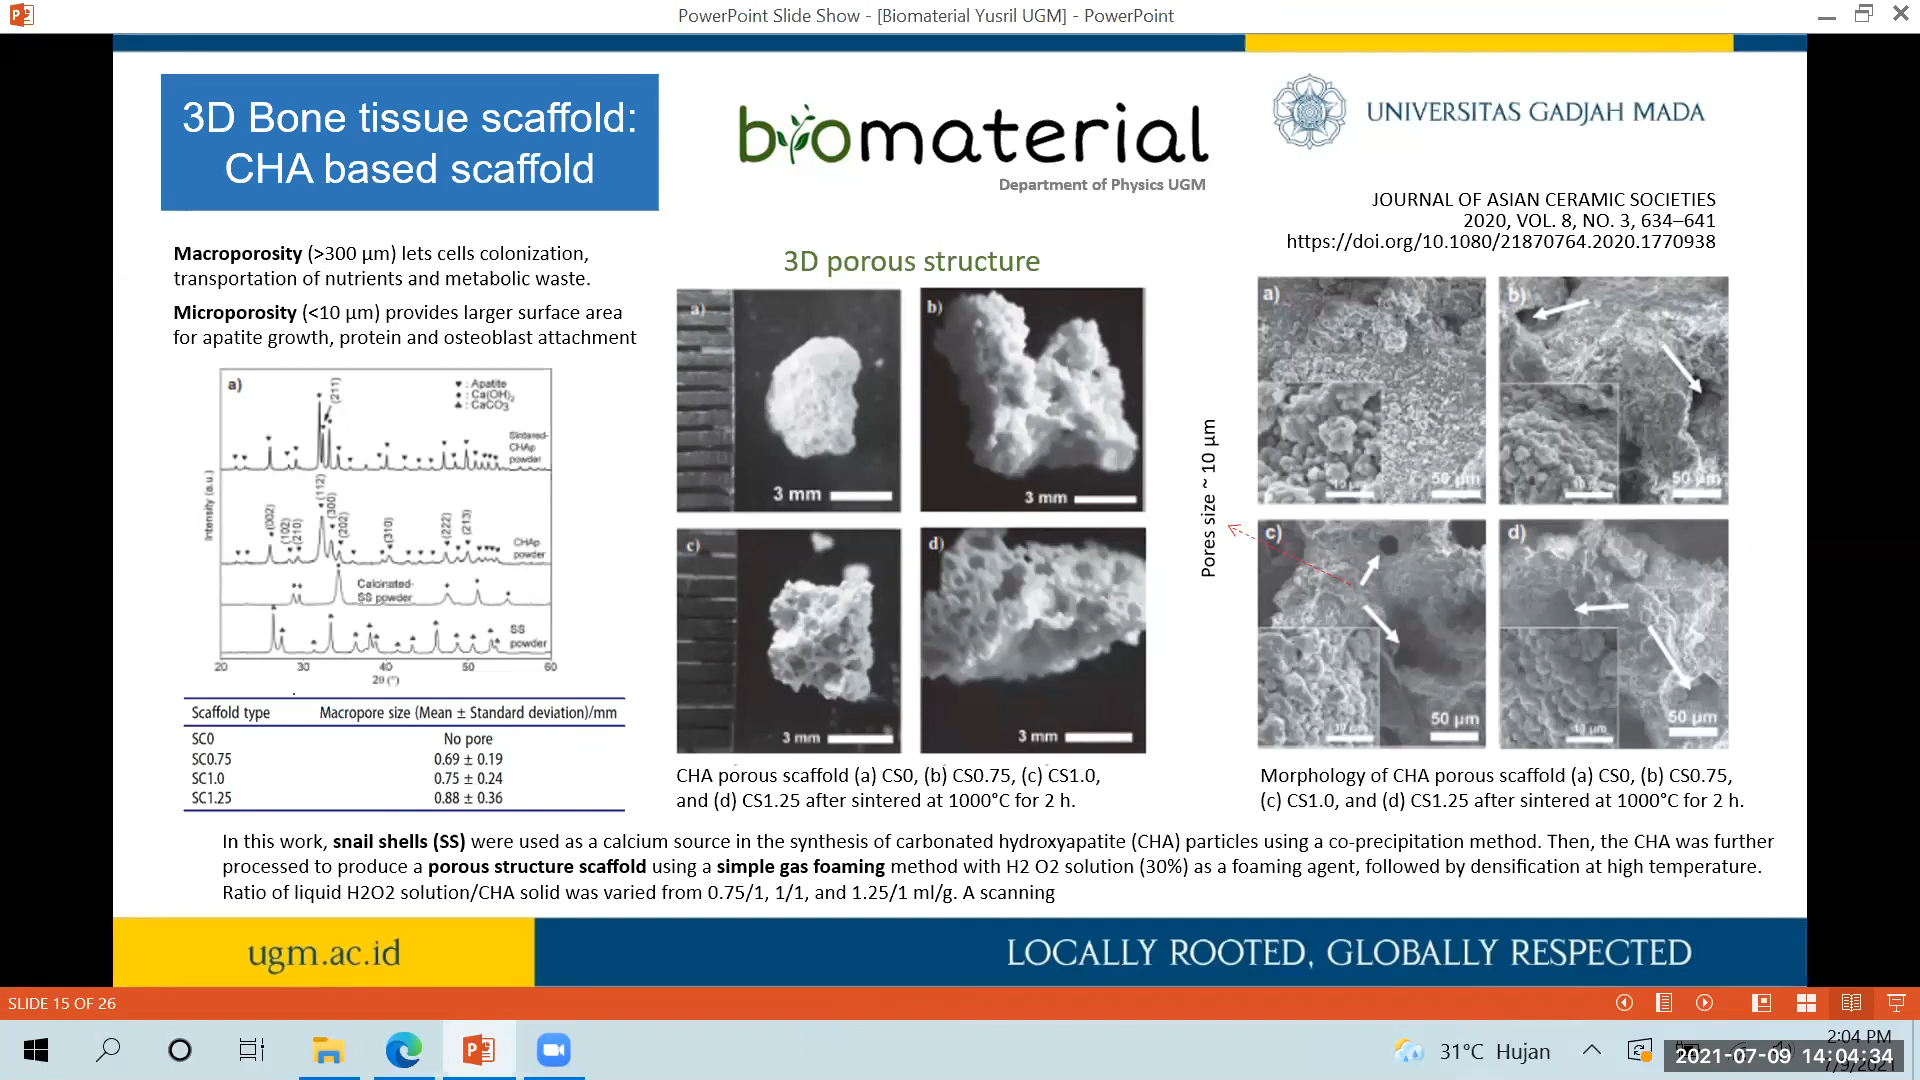 PowerPoint Slide Show - [Biomaterial Yusril UGM] - PowerPoint
3D Bone tissue scaffold:
CHA based scaffold
biomaterial
Department of Physics UGM
UNIVERSITAS GADJAH MADA
JOURNAL OF ASIAN CERAMIC SOCIETIES
2020, VOL. 8, NO. 3, 634–641
https://doi.org/10.1080/21870764.2020.1770938
Macroporosity (>300 µm) lets cells colonization,
transportation of nutrients and metabolic waste.
Microporosity (<10 µm) provides larger surface area
for apatite growth, protein and osteoblast attachment
a)
♥ : Apatite
: Ca(OH)2
♣ : CaCO3
(211)
Sintered-
CHAp
powder
(002)
(102)
(210)
(112)
(300)
(202)
(310)
(222)
(213)
CHAp
powder
Calcinated-
SS powder
SS
powder
Intensity (a.u.)
20 30 40 50 60
2θ (°)
Scaffold type Macropore size (Mean ± Standard deviation)/mm
SC0 No pore
SC0.75 0.69 ± 0.19
SC1.0 0.75 ± 0.24
SC1.25 0.88 ± 0.36
3D porous structure
a)
3 mm
b)
3 mm
c)
3 mm
d)
3 mm
CHA porous scaffold (a) CS0, (b) CS0.75, (c) CS1.0,
and (d) CS1.25 after sintered at 1000°C for 2 h.
Pores size ~ 10 µm
a)
10 µm
50 µm
b)
10 µm
50 µm
c)
10 µm
50 µm
d)
10 µm
50 µm
Morphology of CHA porous scaffold (a) CS0, (b) CS0.75,
(c) CS1.0, and (d) CS1.25 after sintered at 1000°C for 2 h.
In this work, snail shells (SS) were used as a calcium source in the synthesis of carbonated hydroxyapatite (CHA) particles using a co-precipitation method. Then, the CHA was further
processed to produce a porous structure scaffold using a simple gas foaming method with H2 O2 solution (30%) as a foaming agent, followed by densification at high temperature.
Ratio of liquid H2O2 solution/CHA solid was varied from 0.75/1, 1/1, and 1.25/1 ml/g. A scanning
ugm.ac.id
LOCALLY ROOTED, GLOBALLY RESPECTED
SLIDE 15 OF 26
31°C Hujan
2:04 PM
7/9/2021
2021-07-09 14:04:34